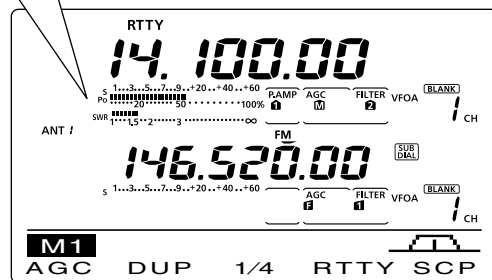 RTTY
14.100.00
S 1...3...5...7...9..+20..+40..+60 P.AMP AGC FILTER VFOA BLANK
Po ······20······50··········100% 1 M 2 1 CH
SWR 1··1,5··2·····3··············∞
ANT 1
FM
146.520.00 SUB DIAL
S 1...3...5...7...9..+20..+40..+60 AGC FILTER VFOA BLANK
F 1 1 CH
M1
AGC DUP 1/4 RTTY SCP